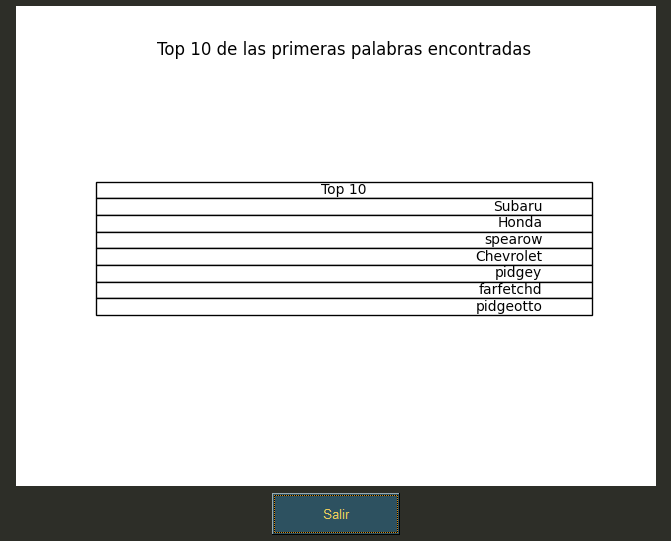 Top 10 de las primeras palabras encontradas
Top 10
Subaru
Honda
spearow
Chevrolet
pidgey
farfetchd
pidgeotto
Salir